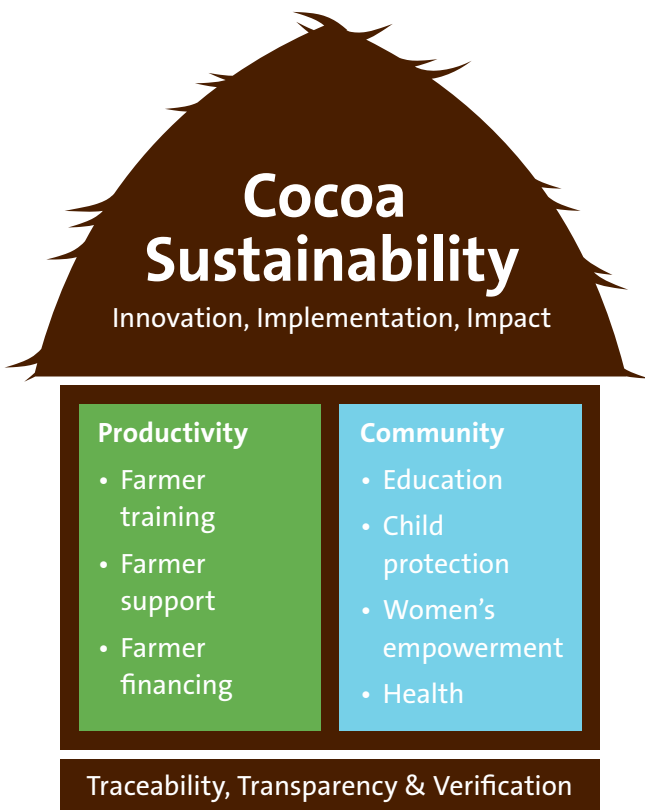 Cocoa
Sustainability
Innovation, Implementation, Impact
Productivity
• Farmer
training
• Farmer
support
• Farmer
financing
Community
• Education
• Child
protection
• Women’s
empowerment
• Health
Traceability, Transparency & Verification